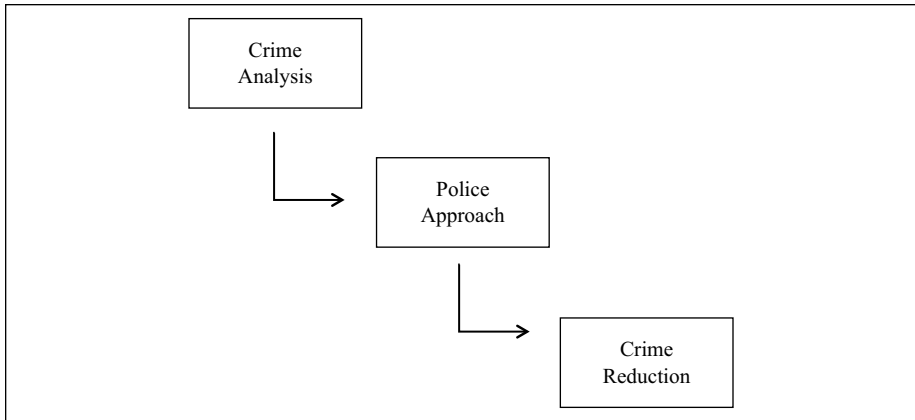 Crime
Analysis
Police
Approach
Crime
Reduction